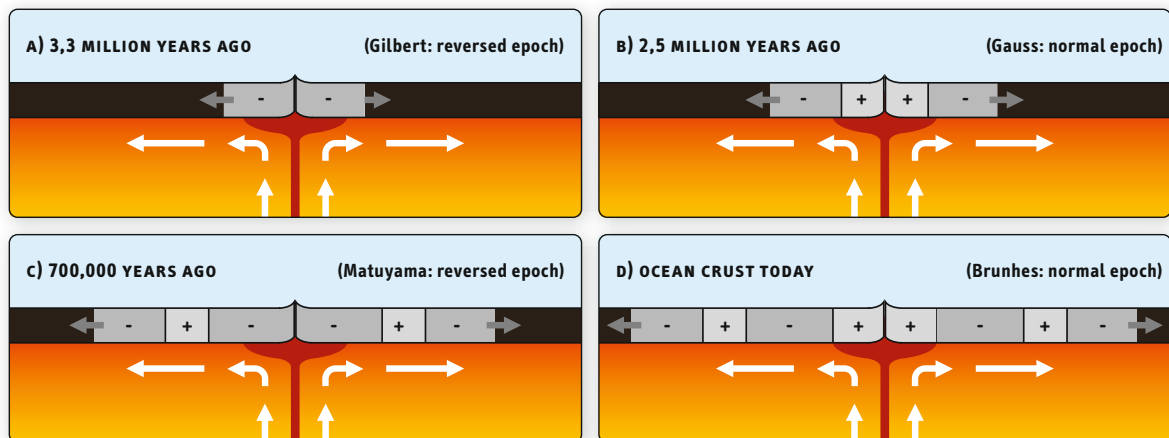 A) 3,3 MILLION YEARS AGO (Gilbert: reversed epoch)
- -
B) 2,5 MILLION YEARS AGO (Gauss: normal epoch)
- + + -
C) 700,000 YEARS AGO (Matuyama: reversed epoch)
- + - - + -
D) OCEAN CRUST TODAY (Brunhes: normal epoch)
- + - + + - + -